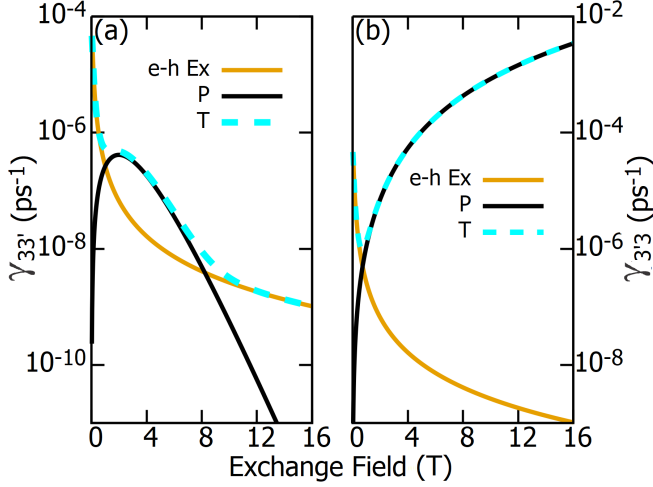 (a)
(b)
10⁻⁴
10⁻⁶
10⁻⁸
10⁻¹⁰
γ33' (ps⁻¹)
e-h Ex
P
T
0 4 8 12 16
e-h Ex
P
T
0 4 8 12 16
10⁻²
10⁻⁴
10⁻⁶
10⁻⁸
γ3'3 (ps⁻¹)
Exchange Field (T)